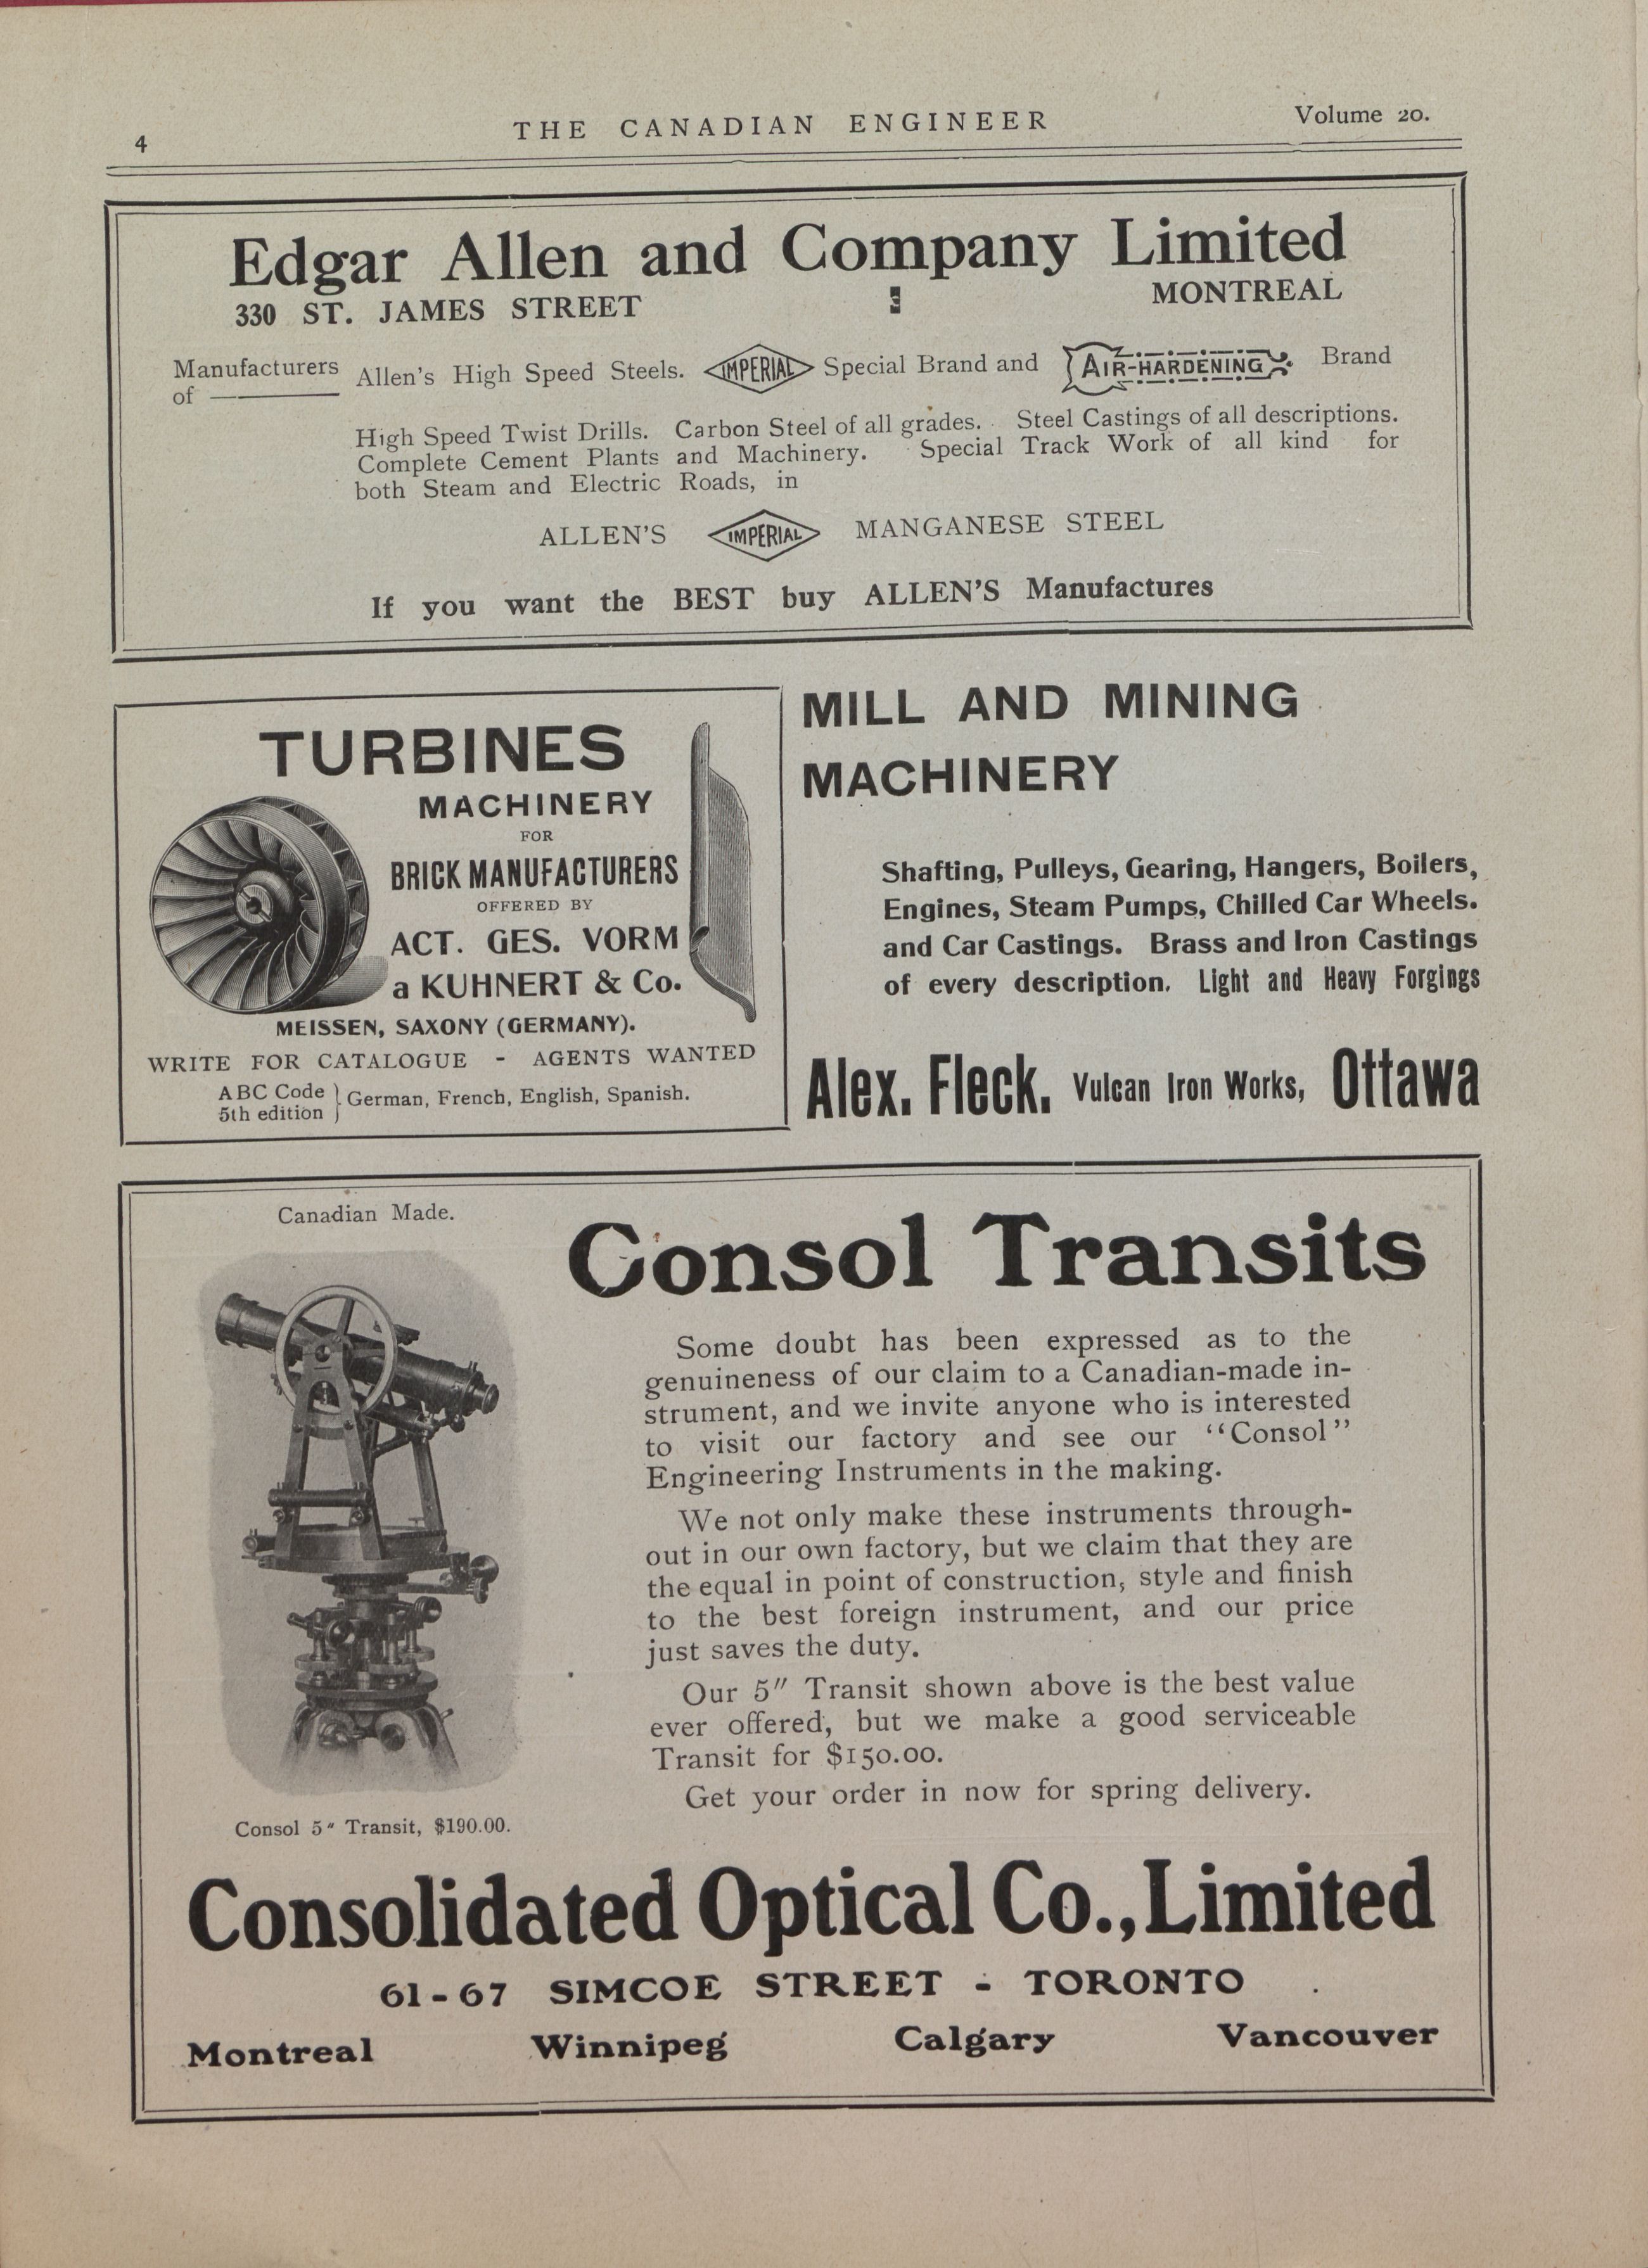 4
THE CANADIAN ENGINEER
Volume 20.
Edgar Allen and Company Limited
330 ST. JAMES STREET
MONTREAL
Manufacturers
of
Allen's High Speed Steels. IMPERIAL Special Brand and AIR-HARDENING Brand
High Speed Twist Drills. Carbon Steel of all grades. Steel Castings of all descriptions.
Complete Cement Plants and Machinery. Special Track Work of all kind for
both Steam and Electric Roads, in
ALLEN'S IMPERIAL MANGANESE STEEL
If you want the BEST buy ALLEN'S Manufactures
TURBINES
MACHINERY
FOR
BRICK MANUFACTURERS
OFFERED BY
ACT. GES. VORM
a KUHNERT & Co.
MEISSEN, SAXONY (GERMANY).
WRITE FOR CATALOGUE - AGENTS WANTED
ABC Code
5th edition
German, French, English, Spanish.
MILL AND MINING
MACHINERY
Shafting, Pulleys, Gearing, Hangers, Boilers,
Engines, Steam Pumps, Chilled Car Wheels.
and Car Castings. Brass and Iron Castings
of every description. Light and Heavy Forgings
Alex. Fleck. Vulcan Iron Works, Ottawa
Canadian Made.
Consol 5" Transit, $190.00.
Consol Transits
Some doubt has been expressed as to the
genuineness of our claim to a Canadian-made in-
strument, and we invite anyone who is interested
to visit our factory and see our "Consol"
Engineering Instruments in the making.
We not only make these instruments through-
out in our own factory, but we claim that they are
the equal in point of construction, style and finish
to the best foreign instrument, and our price
just saves the duty.
Our 5" Transit shown above is the best value
ever offered, but we make a good serviceable
Transit for $150.00.
Get your order in now for spring delivery.
Consolidated Optical Co., Limited
61-67 SIMCOE STREET - TORONTO
Montreal Winnipeg Calgary Vancouver